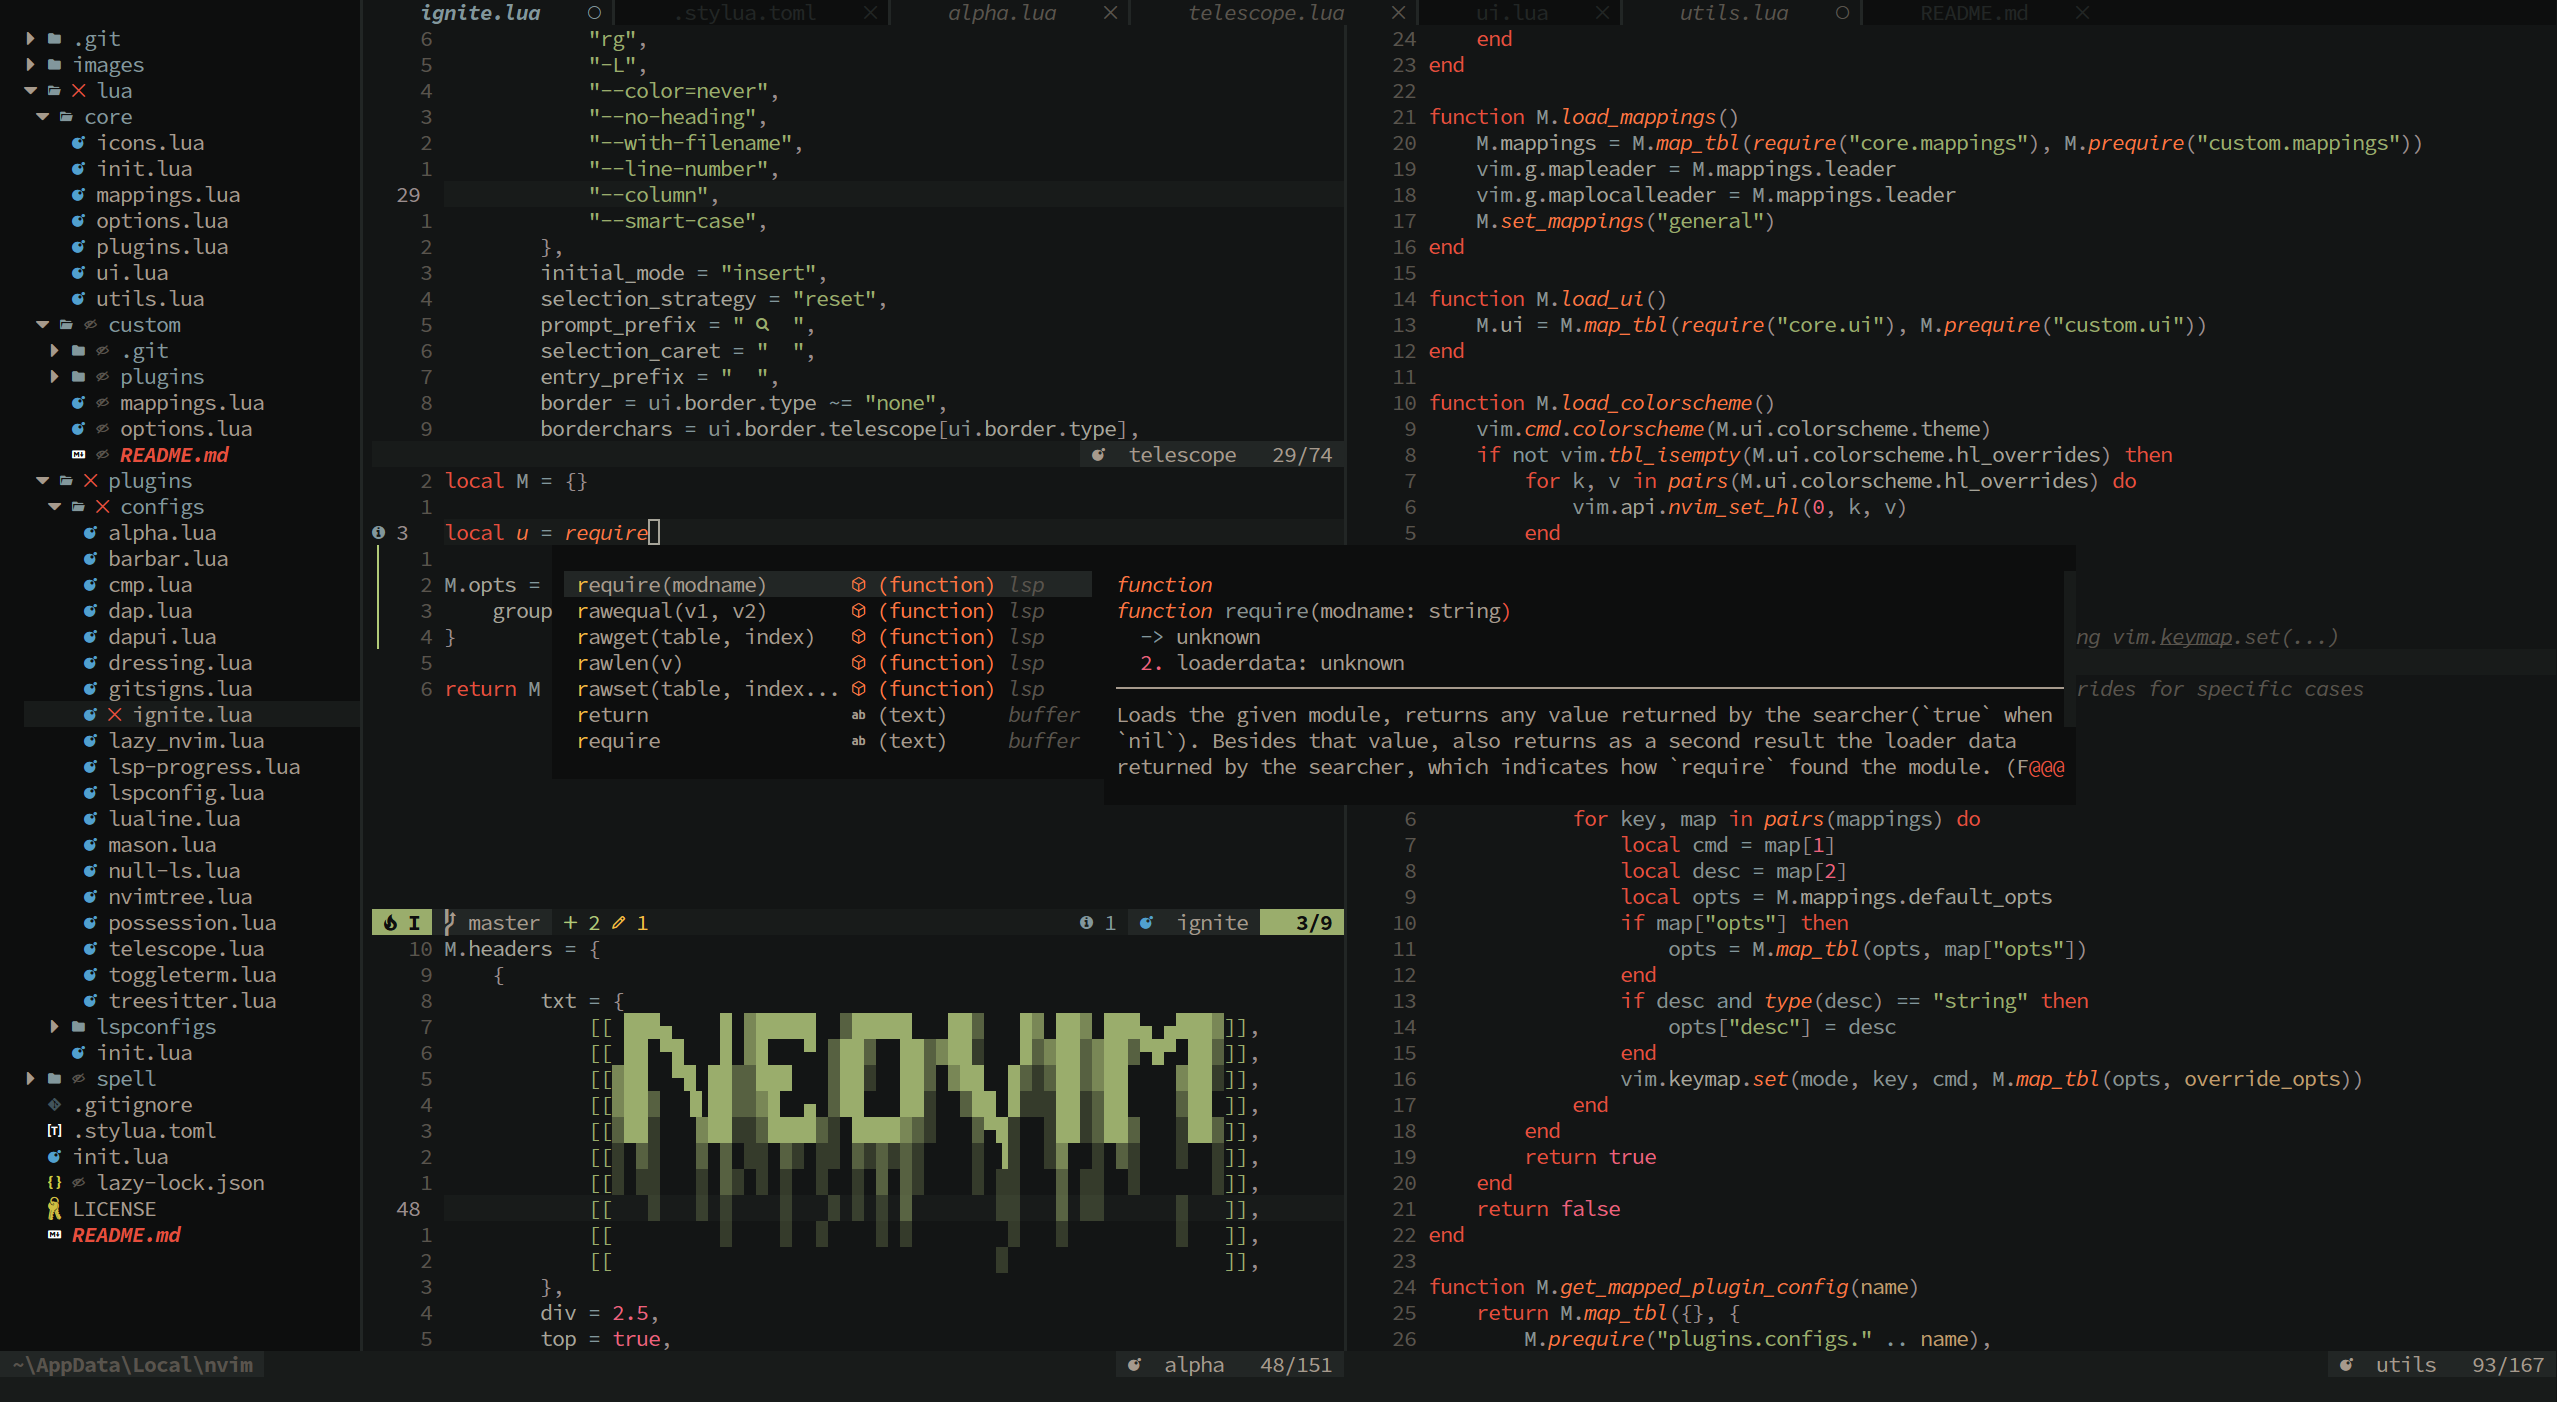 ignite.lua .stylua.toml alpha.lua telescope.lua ui.lua utils.lua README.md
.git
images
lua
core
icons.lua
init.lua
mappings.lua
options.lua
plugins.lua
ui.lua
utils.lua
custom
.git
plugins
mappings.lua
options.lua
README.md
plugins
configs
alpha.lua
barbar.lua
cmp.lua
dap.lua
dapui.lua
dressing.lua
gitsigns.lua
ignite.lua
lazy_nvim.lua
lsp-progress.lua
lspconfig.lua
lualine.lua
mason.lua
null-ls.lua
nvimtree.lua
possession.lua
telescope.lua
toggleterm.lua
treesitter.lua
lspconfigs
init.lua
spell
.gitignore
[T] .stylua.toml
init.lua
{} lazy-lock.json
LICENSE
README.md
~\AppData\Local\nvim
6 "rg",
5 "-L",
4 "--color=never",
3 "--no-heading",
2 "--with-filename",
1 "--line-number",
29 "--column",
1 "--smart-case",
2 },
3 initial_mode = "insert",
4 selection_strategy = "reset",
5 prompt_prefix = "   ",
6 selection_caret = "  ",
7 entry_prefix = "  ",
8 border = ui.border.type ~= "none",
9 borderchars = ui.border.telescope[ui.border.type],
telescope 29/74
2 local M = {}
1
3 local u = require
1
2 M.opts =
3 group
4 }
5
6 return M
require(modname) (function) lsp
rawequal(v1, v2) (function) lsp
rawget(table, index) (function) lsp
rawlen(v) (function) lsp
rawset(table, index... (function) lsp
return ab (text) buffer
require ab (text) buffer
function
function require(modname: string)
-> unknown
2. loaderdata: unknown
Loads the given module, returns any value returned by the searcher(`true` when
`nil`). Besides that value, also returns as a second result the loader data
returned by the searcher, which indicates how `require` found the module. (F@@@
I master + 2 1 1 ignite 3/9
10 M.headers = {
9 {
8 txt = {
7 [[ ]],
6 [[ ]],
5 [[ ]],
4 [[ NEOVIM ]],
3 [[ ]],
2 [[ ]],
1 [[ ]],
48 [[ ]],
1 [[ ]],
2 [[ ]],
3 },
4 div = 2.5,
5 top = true,
alpha 48/151
24 end
23 end
22
21 function M.load_mappings()
20 M.mappings = M.map_tbl(require("core.mappings"), M.prequire("custom.mappings"))
19 vim.g.mapleader = M.mappings.leader
18 vim.g.maplocalleader = M.mappings.leader
17 M.set_mappings("general")
16 end
15
14 function M.load_ui()
13 M.ui = M.map_tbl(require("core.ui"), M.prequire("custom.ui"))
12 end
11
10 function M.load_colorscheme()
9 vim.cmd.colorscheme(M.ui.colorscheme.theme)
8 if not vim.tbl_isempty(M.ui.colorscheme.hl_overrides) then
7 for k, v in pairs(M.ui.colorscheme.hl_overrides) do
6 vim.api.nvim_set_hl(0, k, v)
5 end
ng vim.keymap.set(...)
rides for specific cases
6 for key, map in pairs(mappings) do
7 local cmd = map[1]
8 local desc = map[2]
9 local opts = M.mappings.default_opts
10 if map["opts"] then
11 opts = M.map_tbl(opts, map["opts"])
12 end
13 if desc and type(desc) == "string" then
14 opts["desc"] = desc
15 end
16 vim.keymap.set(mode, key, cmd, M.map_tbl(opts, override_opts))
17 end
18 end
19 return true
20 end
21 return false
22 end
23
24 function M.get_mapped_plugin_config(name)
25 return M.map_tbl({}, {
26 M.prequire("plugins.configs." .. name),
utils 93/167